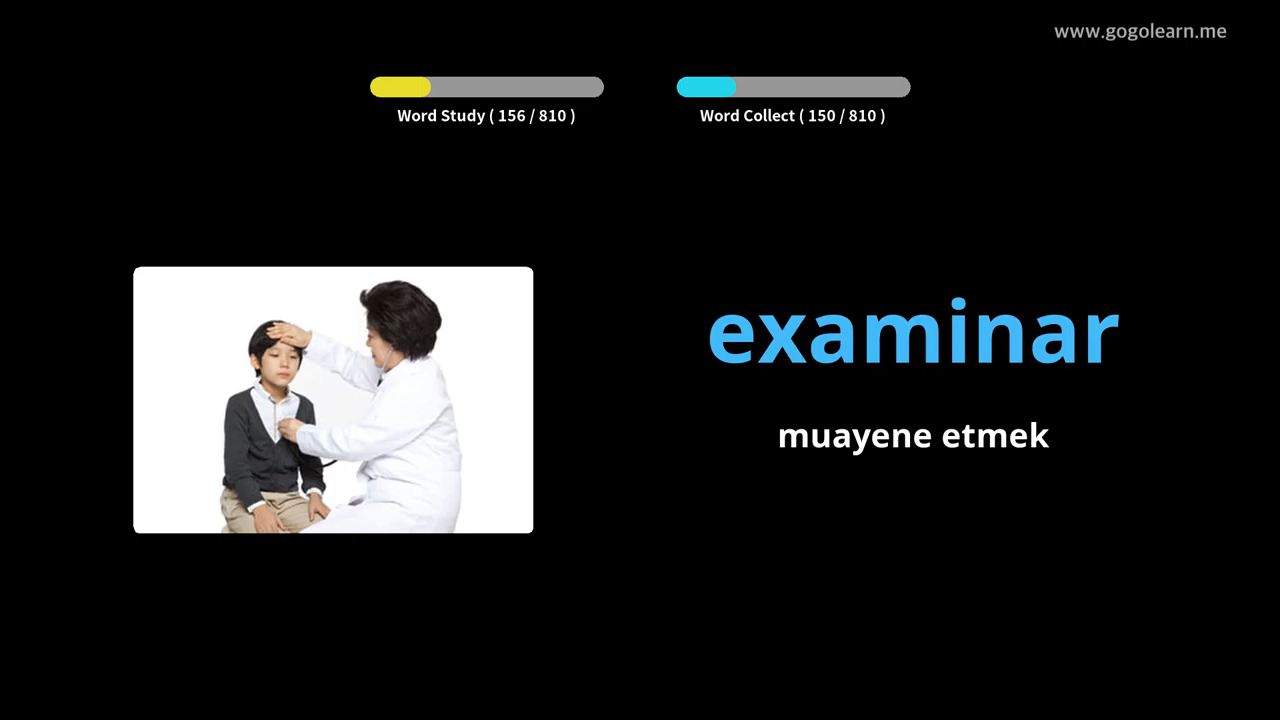 www.gogolearn.me
Word Study ( 156 / 810 )
Word Collect ( 150 / 810 )
examinar
muayene etmek